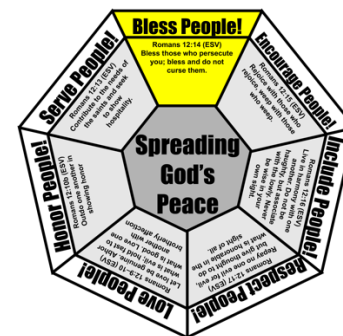 Bless People!
Romans 12:14 (ESV)
Bless those who persecute
you; bless and do not
curse them.
Encourage People!
Romans 12:15 (ESV)
Rejoice with those who
rejoice, weep with those
who weep.
Include People!
Romans 12:16 (ESV)
Live in harmony with one
another. Do not be
haughty, but associate
with the lowly. Never
be wise in your
own sight.
Respect People!
Romans 12:17 (ESV)
Repay no one evil for evil,
but give thought to do
what is honorable in the
sight of all.
Love People!
Romans 12:9-10 (ESV)
Let love be genuine. Abhor
what is evil; hold fast to
what is good. Love one
another with
brotherly affection
Honor People!
Romans 12:10b (ESV)
Outdo one another in
showing
honor
Serve People!
Romans 12:13 (ESV)
Contribute to the needs of
the saints and seek
to show
hospitality.
Spreading
God's
Peace